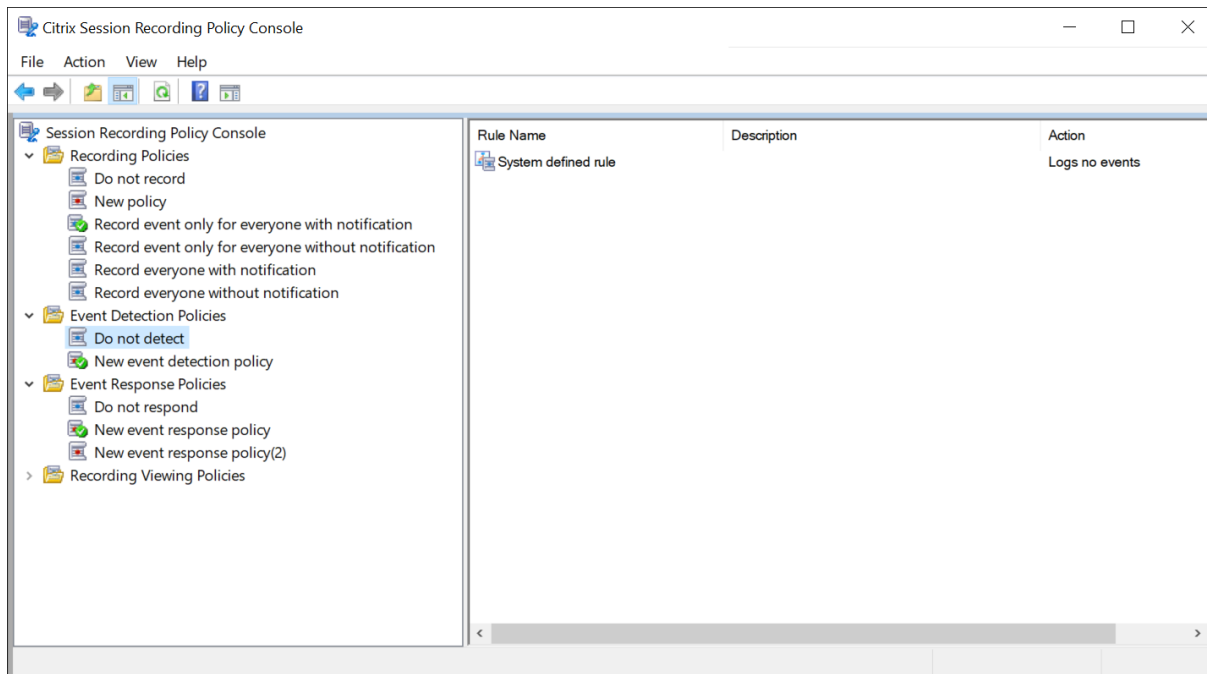 Citrix Session Recording Policy Console
File Action View Help
Session Recording Policy Console
Recording Policies
Do not record
New policy
Record event only for everyone with notification
Record event only for everyone without notification
Record everyone with notification
Record everyone without notification
Event Detection Policies
Do not detect
New event detection policy
Event Response Policies
Do not respond
New event response policy
New event response policy(2)
Recording Viewing Policies
Rule Name Description Action
System defined rule Logs no events